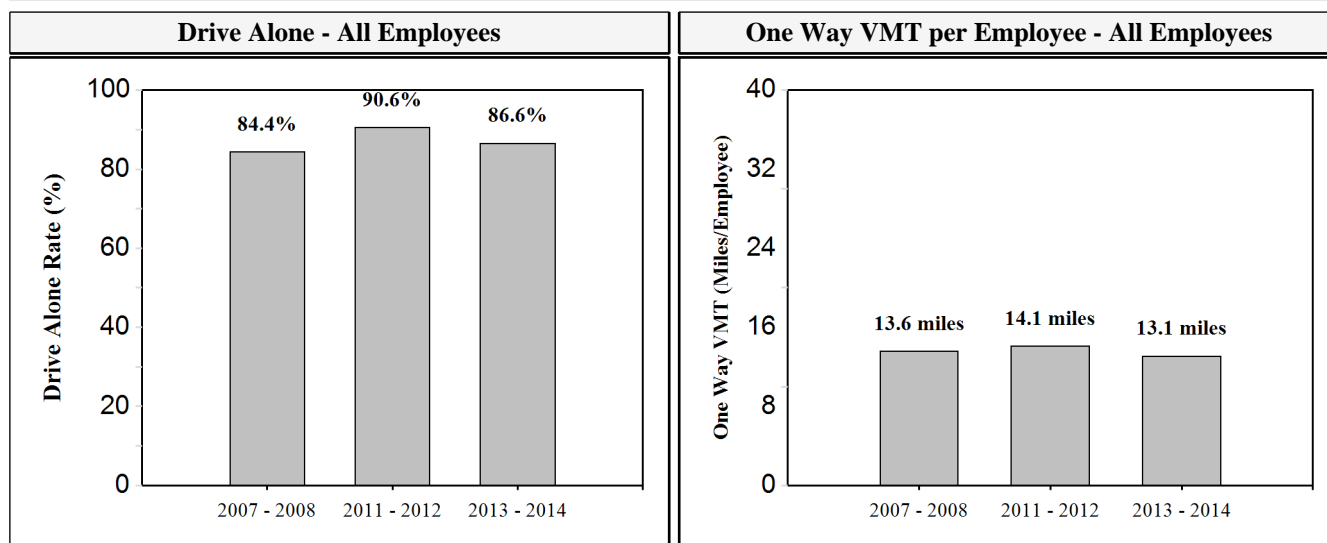 Drive Alone - All Employees
100
80
60
40
20
0
Drive Alone Rate (%)
84.4%
90.6%
86.6%
2007 - 2008
2011 - 2012
2013 - 2014
One Way VMT per Employee - All Employees
40
32
24
16
8
0
One Way VMT (Miles/Employee)
13.6 miles
14.1 miles
13.1 miles
2007 - 2008
2011 - 2012
2013 - 2014